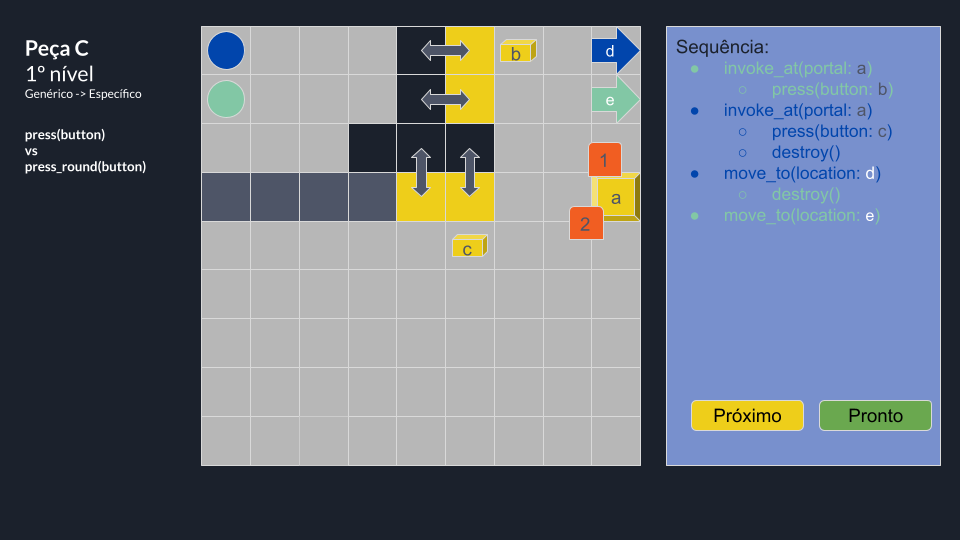 Peça C
1º nível
Genérico -> Específico
press(button)
vs
press_round(button)
b
d
e
1
a
2
c
Sequência:
● invoke_at(portal: a)
○ press(button: b)
● invoke_at(portal: a)
○ press(button: c)
○ destroy()
● move_to(location: d)
○ destroy()
● move_to(location: e)
Próximo
Pronto